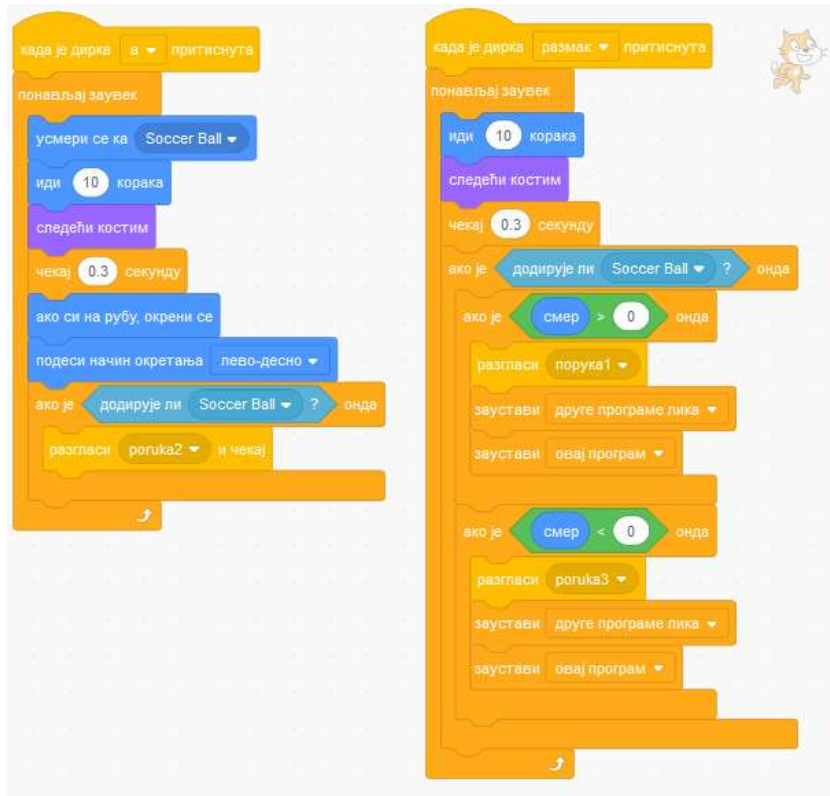 када је дирка a притиснута
понављај заувек
усмери се ка Soccer Ball
иди 10 корака
следећи костим
чекај 0.3 секунду
ако си на рубу, окрени се
подеси начин окретања лево-десно
ако је додирује ли Soccer Ball ? онда
разгласи poruka2 и чекај
када је дирка размак притиснута
понављај заувек
иди 10 корака
следећи костим
чекај 0.3 секунду
ако је додирује ли Soccer Ball ? онда
ако је смер > 0 онда
разгласи порука1
заустави друге програме лика
заустави овај програм
ако је смер < 0 онда
разгласи poruka3
заустави друге програме лика
заустави овај програм